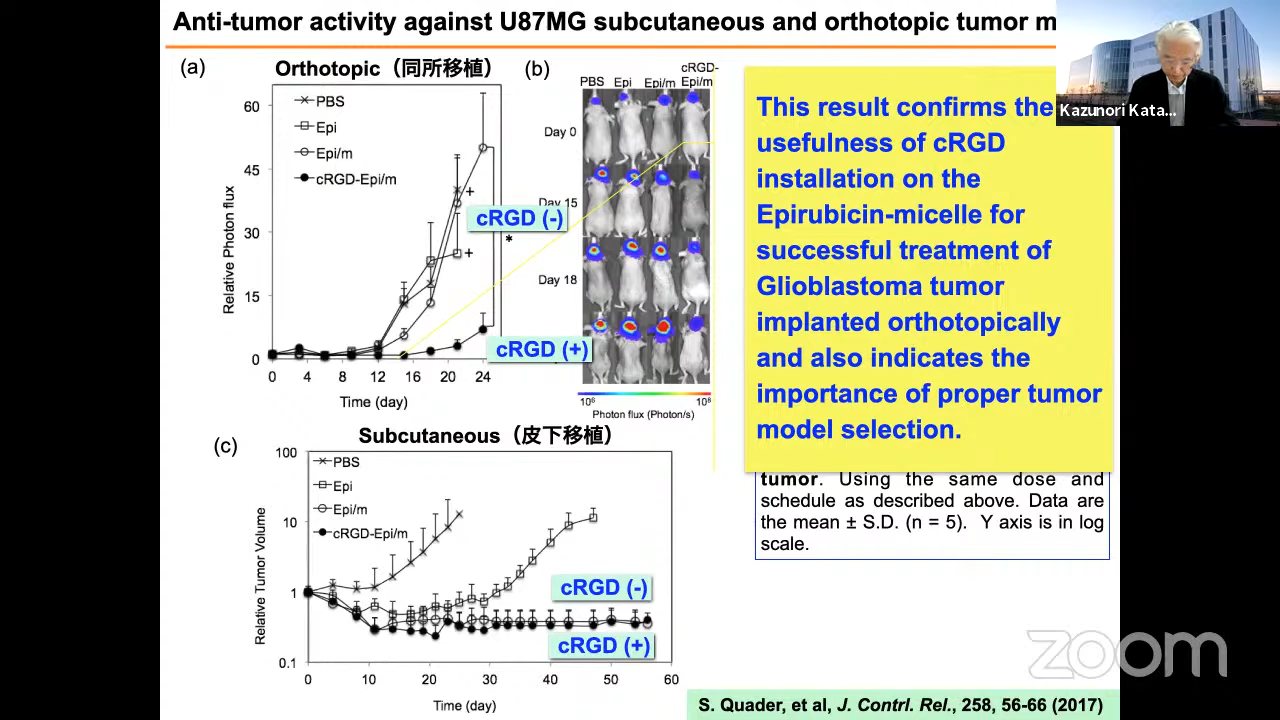 Anti-tumor activity against U87MG subcutaneous and orthotopic tumor m
Kazunori Kata...
(a)
Orthotopic（同所移植）
60
45
30
15
0
Relative Photon flux
PBS
Epi
Epi/m
cRGD-Epi/m
+
+
*
cRGD (-)
cRGD (+)
0 4 8 12 16 20 24
Time (day)
(b)
PBS Epi Epi/m cRGD-
Epi/m
Day 0
Day 15
Day 18
10⁶ 10⁸
Photon flux (Photon/s)
This result confirms the
usefulness of cRGD
installation on the
Epirubicin-micelle for
successful treatment of
Glioblastoma tumor
implanted orthotopically
and also indicates the
importance of proper tumor
model selection.
tumor. Using the same dose and
schedule as described above. Data are
the mean ± S.D. (n = 5). Y axis is in log
scale.
(c)
Subcutaneous（皮下移植）
100
10
1
0.1
Relative Tumor Volume
PBS
Epi
Epi/m
cRGD-Epi/m
cRGD (-)
cRGD (+)
0 10 20 30 40 50 60
Time (day)
zoom
S. Quader, et al, J. Contrl. Rel., 258, 56-66 (2017)